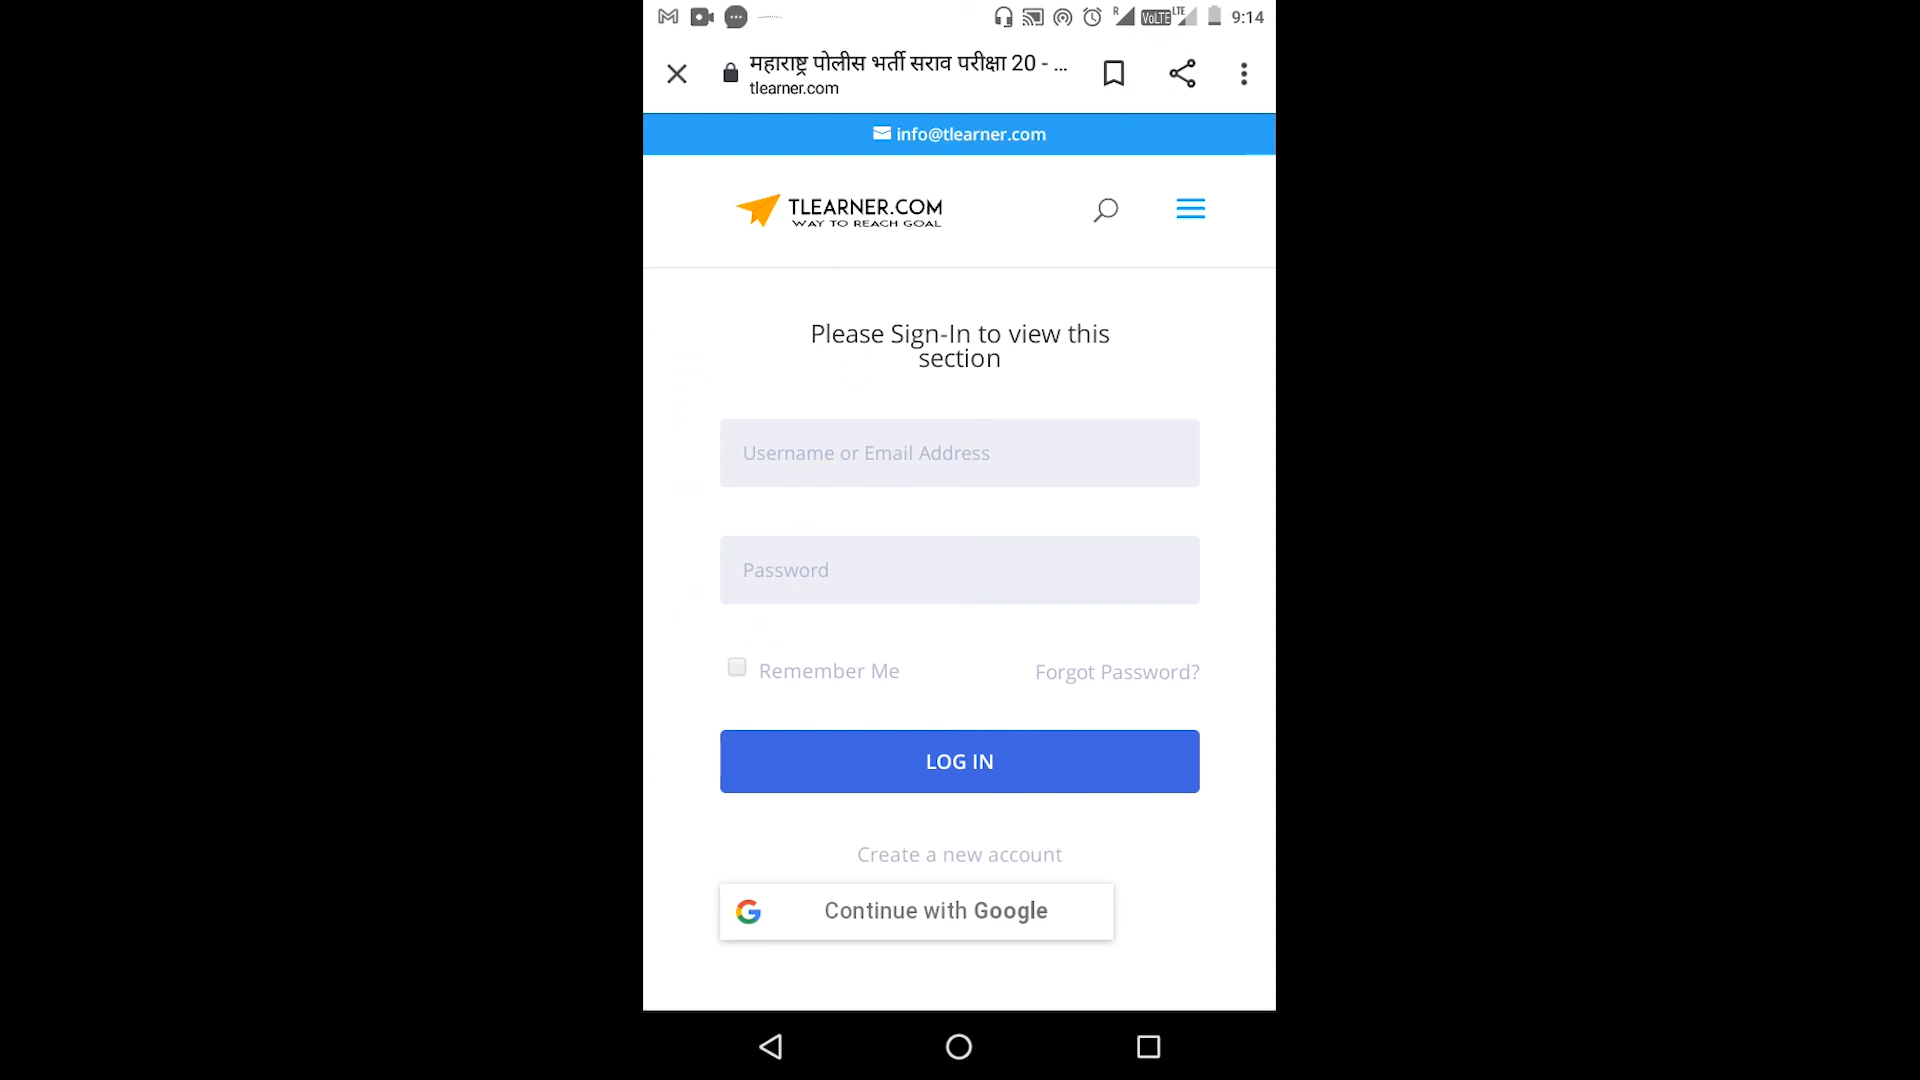 R VoLTE LTE 9:14
महाराष्ट्र पोलीस भर्ती सराव परीक्षा 20 - ...
tlearner.com
info@tlearner.com
TLEARNER.COM
WAY TO REACH GOAL
Please Sign-In to view this
section
Username or Email Address
Password
Remember Me Forgot Password?
LOG IN
Create a new account
Continue with Google